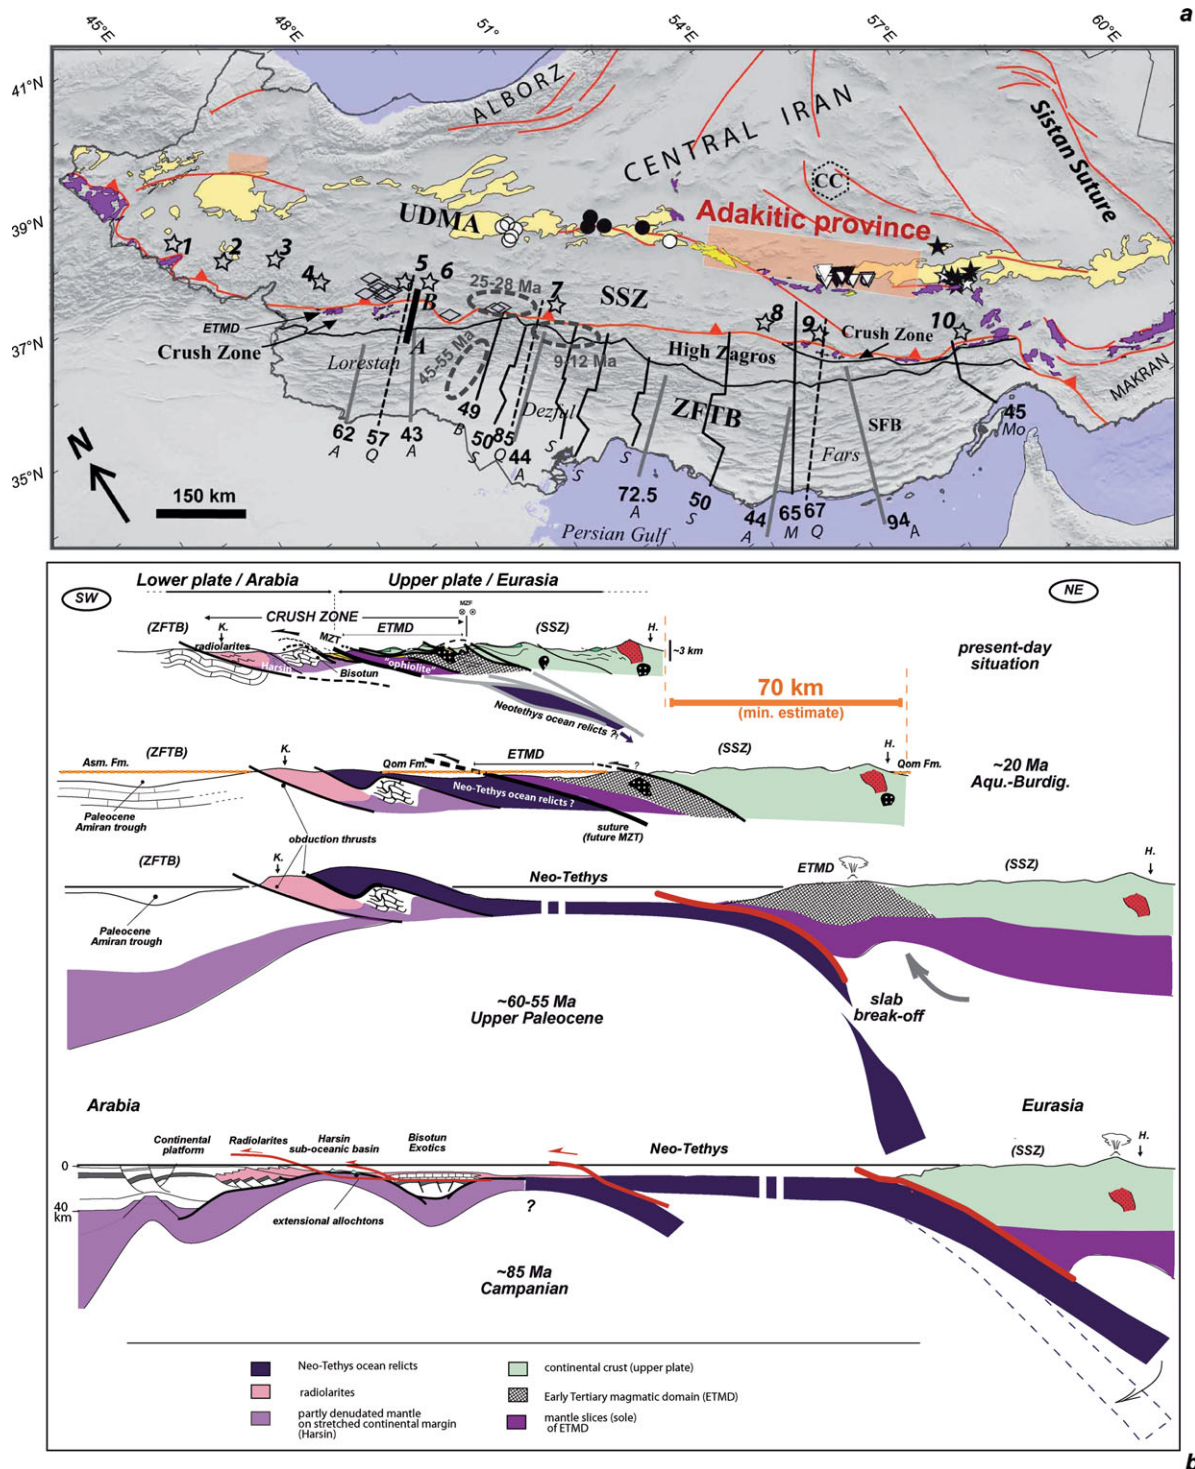 a
45°E 48°E 51° 54°E 57°E 60°E
41°N
39°N
37°N
35°N
ALBORZ
CENTRAL IRAN
Sistan Suture
CC
UDMA
Adakitic province
1 2 3 4 5 6 7 8 9 10
25-28 Ma
SSZ
B
A
ETMD
Crush Zone
Crush Zone
Lorestan
45-55 Ma
9-12 Ma
High Zagros
MAKRAN
Dezful
ZFTB
SFB
Fars
62 A
57 Q
43 A
49 B
50 S
85 Q
44 A
S
S
S
72.5 A
50 S
44 A
65 M
67 Q
94 A
45 Mo
N
150 km
Persian Gulf
SW
Lower plate / Arabia
Upper plate / Eurasia
NE
CRUSH ZONE
MZF
(ZFTB)
K.
MZT
ETMD
(SSZ)
H.
radiolarites
Harsin
Bisotun
"ophiolite"
~3 km
present-day
situation
70 km
(min. estimate)
Neotethys ocean relicts ?
(ZFTB)
K.
ETMD
?
(SSZ)
H.
Asm. Fm.
Qom Fm.
Qom Fm.
~20 Ma
Aqu.-Burdig.
Neo-Tethys ocean relicts ?
Paleocene
Amiran trough
obduction thrusts
suture
(future MZT)
(ZFTB)
K.
Neo-Tethys
ETMD
(SSZ)
H.
Paleocene
Amiran trough
~60-55 Ma
Upper Paleocene
slab
break-off
Arabia
Eurasia
Continental
platform
Radiolarites
Harsin
sub-oceanic basin
Bisotun
Exotics
Neo-Tethys
(SSZ)
H.
0
40
km
extensional allochtons
?
~85 Ma
Campanian
Neo-Tethys ocean relicts
radiolarites
partly denudated mantle
on stretched continental margin
(Harsin)
continental crust (upper plate)
Early Tertiary magmatic domain (ETMD)
mantle slices (sole)
of ETMD
b